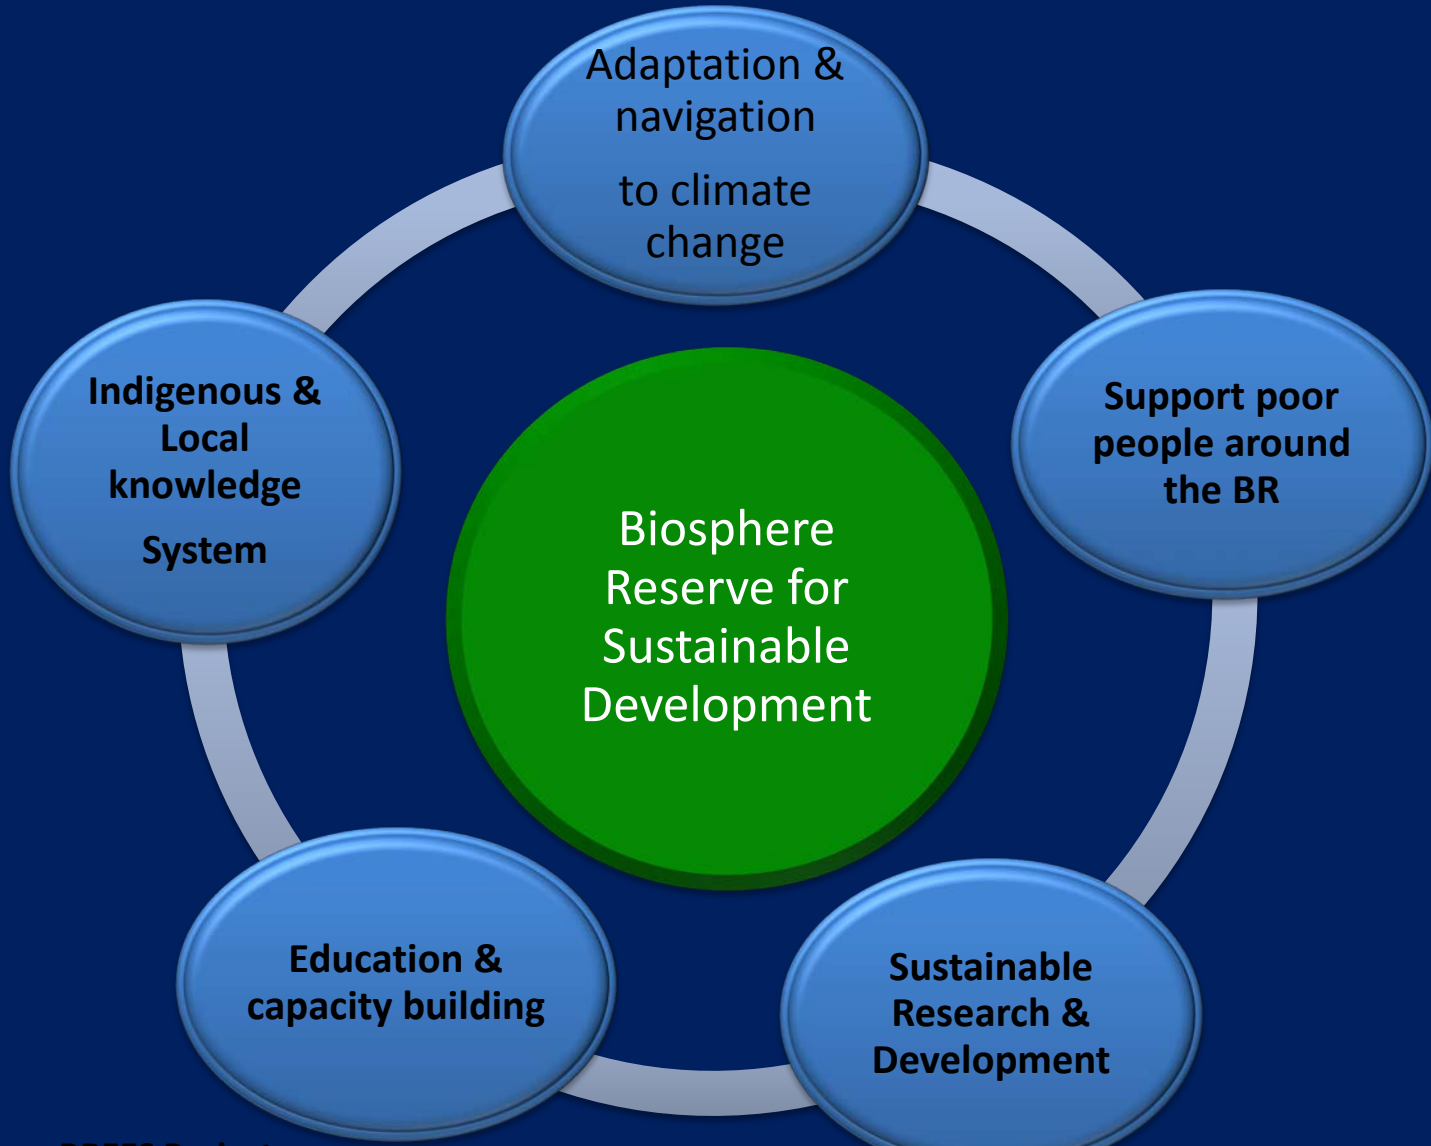 Adaptation &
navigation
to climate
change
Indigenous &
Local
knowledge
System
Support poor
people around
the BR
Biosphere
Reserve for
Sustainable
Development
Education &
capacity building
Sustainable
Research &
Development